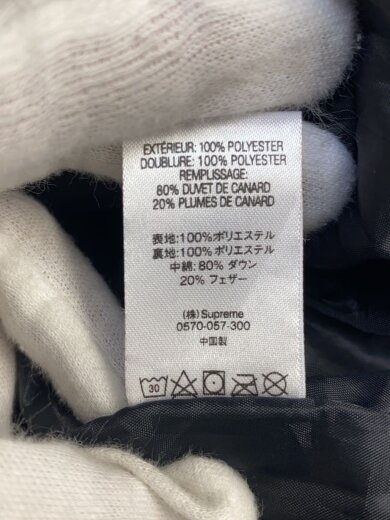 EXTÉRIEUR: 100% POLYESTER
DOUBLURE: 100% POLYESTER
REMPLISSAGE:
80% DUVET DE CANARD
20% PLUMES DE CANARD
表地:100%ポリエステル
裏地:100%ポリエステル
中綿: 80% ダウン
20% フェザー
(株) Supreme
0570-057-300
中国製
30